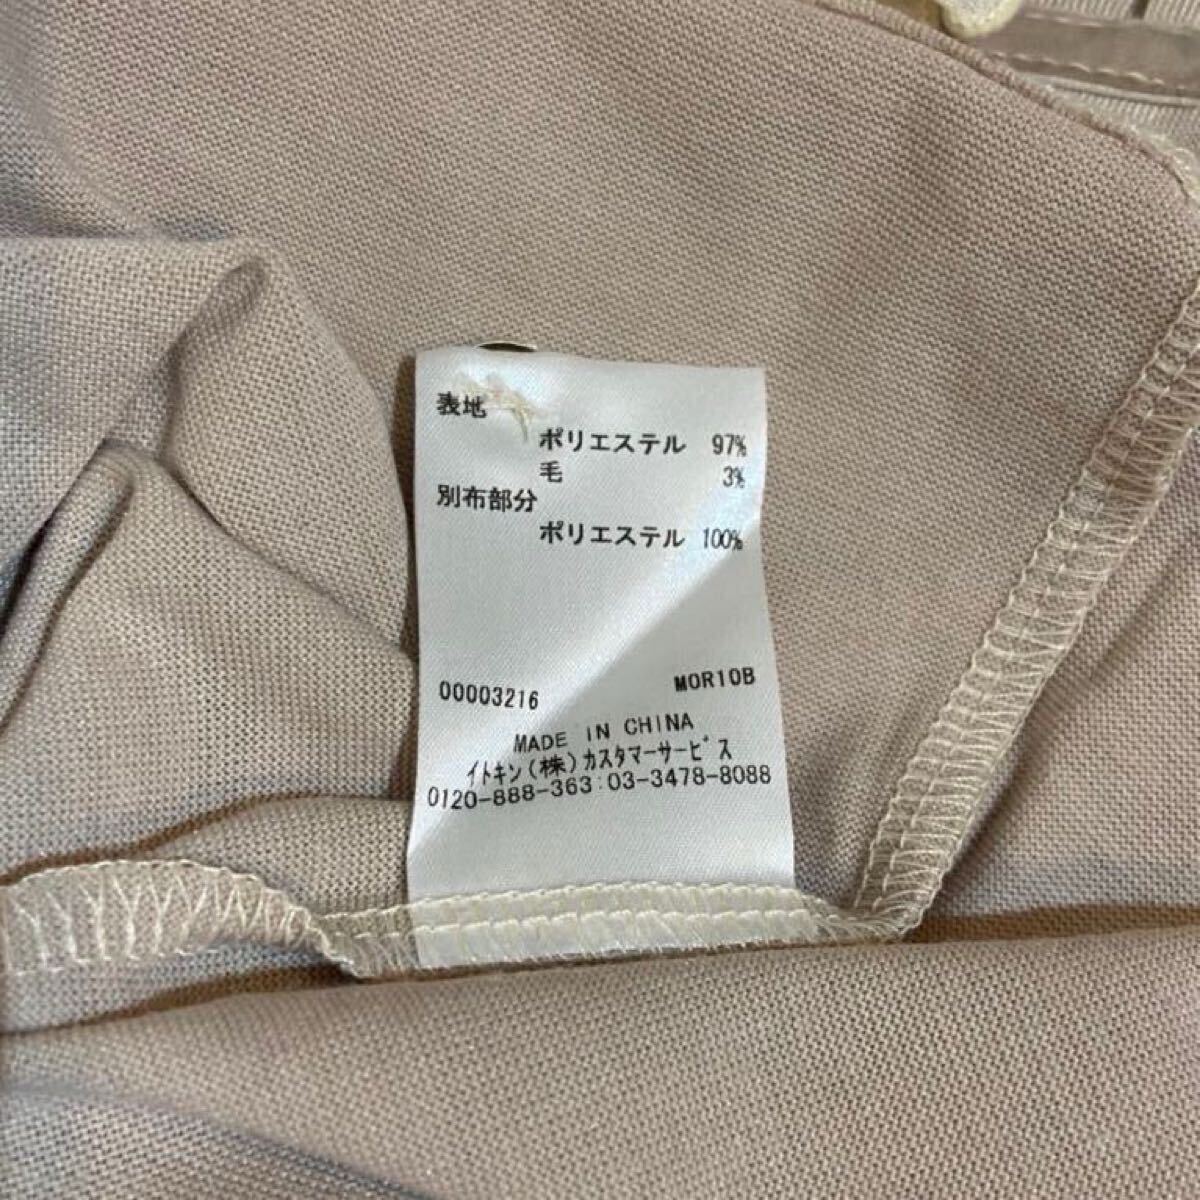 表地
ポリエステル 97%
毛 3%
別布部分
ポリエステル 100%
00003216 MOR10B
MADE IN CHINA
イトキン(株)カスタマーサービス
0120-888-363:03-3478-8088